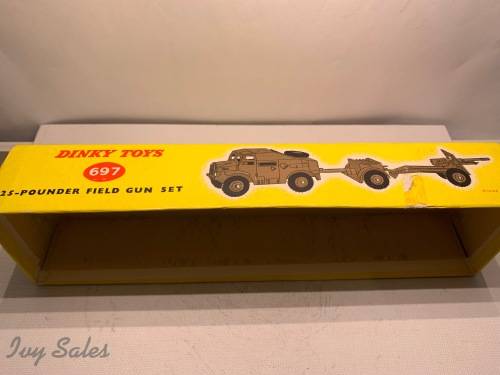 DINKY TOYS
697
25-POUNDER FIELD GUN SET
Ivy Sales